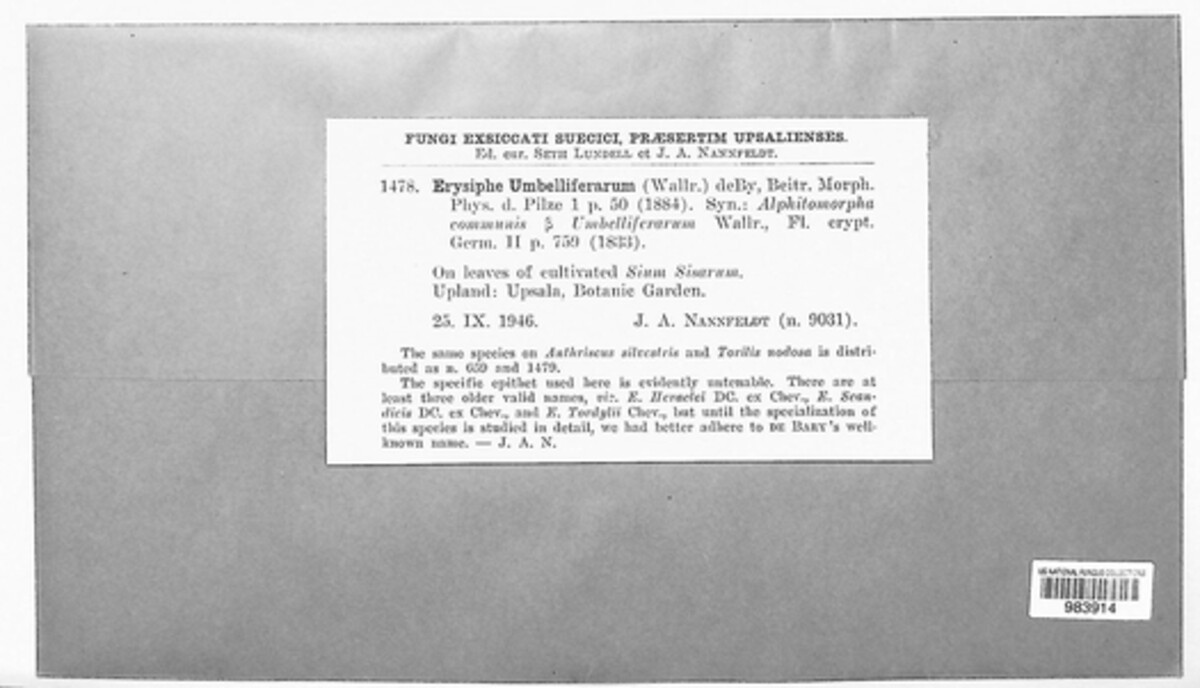 FUNGI EXSICCATI SUECICI, PRÆSERTIM UPSALIENSES.
Ed. cur. SETH LUNDELL et J. A. NANNFELDT.
1478. Erysiphe Umbelliferarum (Wallr.) deBy, Beitr. Morph.
Phys. d. Pilze 1 p. 50 (1884). Syn.: Alphitomorpha
communis β Umbelliferarum Wallr., Fl. crypt.
Germ. II p. 759 (1833).
On leaves of cultivated Sium Sisarum.
Upland: Upsala, Botanic Garden.
25. IX. 1946. J. A. NANNFELDT (n. 9031).
The same species on Anthriscus silvestris and Torilis nodosa is distri-
buted as n. 659 and 1479.
The specific epithet used here is evidently untenable. There are at
least three older valid names, viz. E. Heraclei DC. ex Chev., E. Scan-
dicis DC. ex Chev., and E. Tordylii Chev., but until the specialization of
this species is studied in detail, we had better adhere to DE BARY's well-
known name. — J. A. N.
US NATIONAL FUNGUS COLLECTIONS
983914